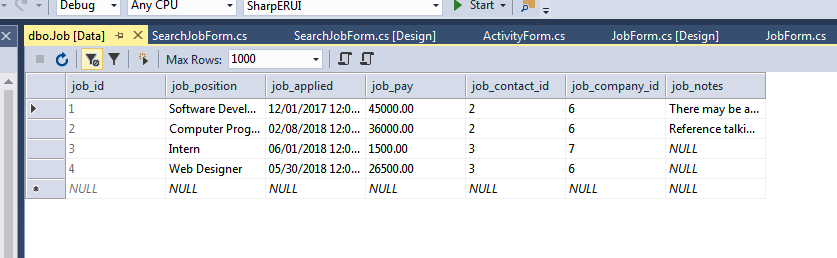 Debug Any CPU SharpERUI Start
dbo.Job [Data] SearchJobForm.cs SearchJobForm.cs [Design] ActivityForm.cs JobForm.cs [Design] JobForm.cs
Max Rows: 1000
job_id job_position job_applied job_pay job_contact_id job_company_id job_notes
1 Software Devel... 12/01/2017 12:0... 45000.00 2 6 There may be a...
2 Computer Prog... 02/08/2018 12:0... 36000.00 2 6 Reference talki...
3 Intern 06/01/2018 12:0... 1500.00 3 7 NULL
4 Web Designer 05/30/2018 12:0... 26500.00 3 6 NULL
NULL NULL NULL NULL NULL NULL NULL